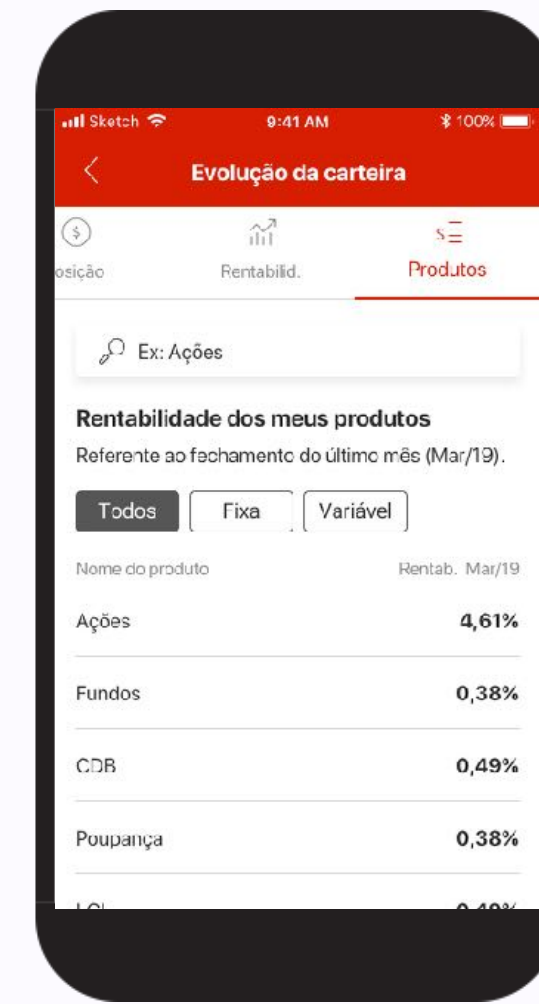 Sketch 9:41 AM 100%
Evolução da carteira
osição Rentabilid. Produtos
Ex: Ações
Rentabilidade dos meus produtos
Referente ao fechamento do último mês (Mar/19).
Todos Fixa Variável
Nome do produto Rentab. Mar/19
Ações 4,61%
Fundos 0,38%
CDB 0,49%
Poupança 0,38%